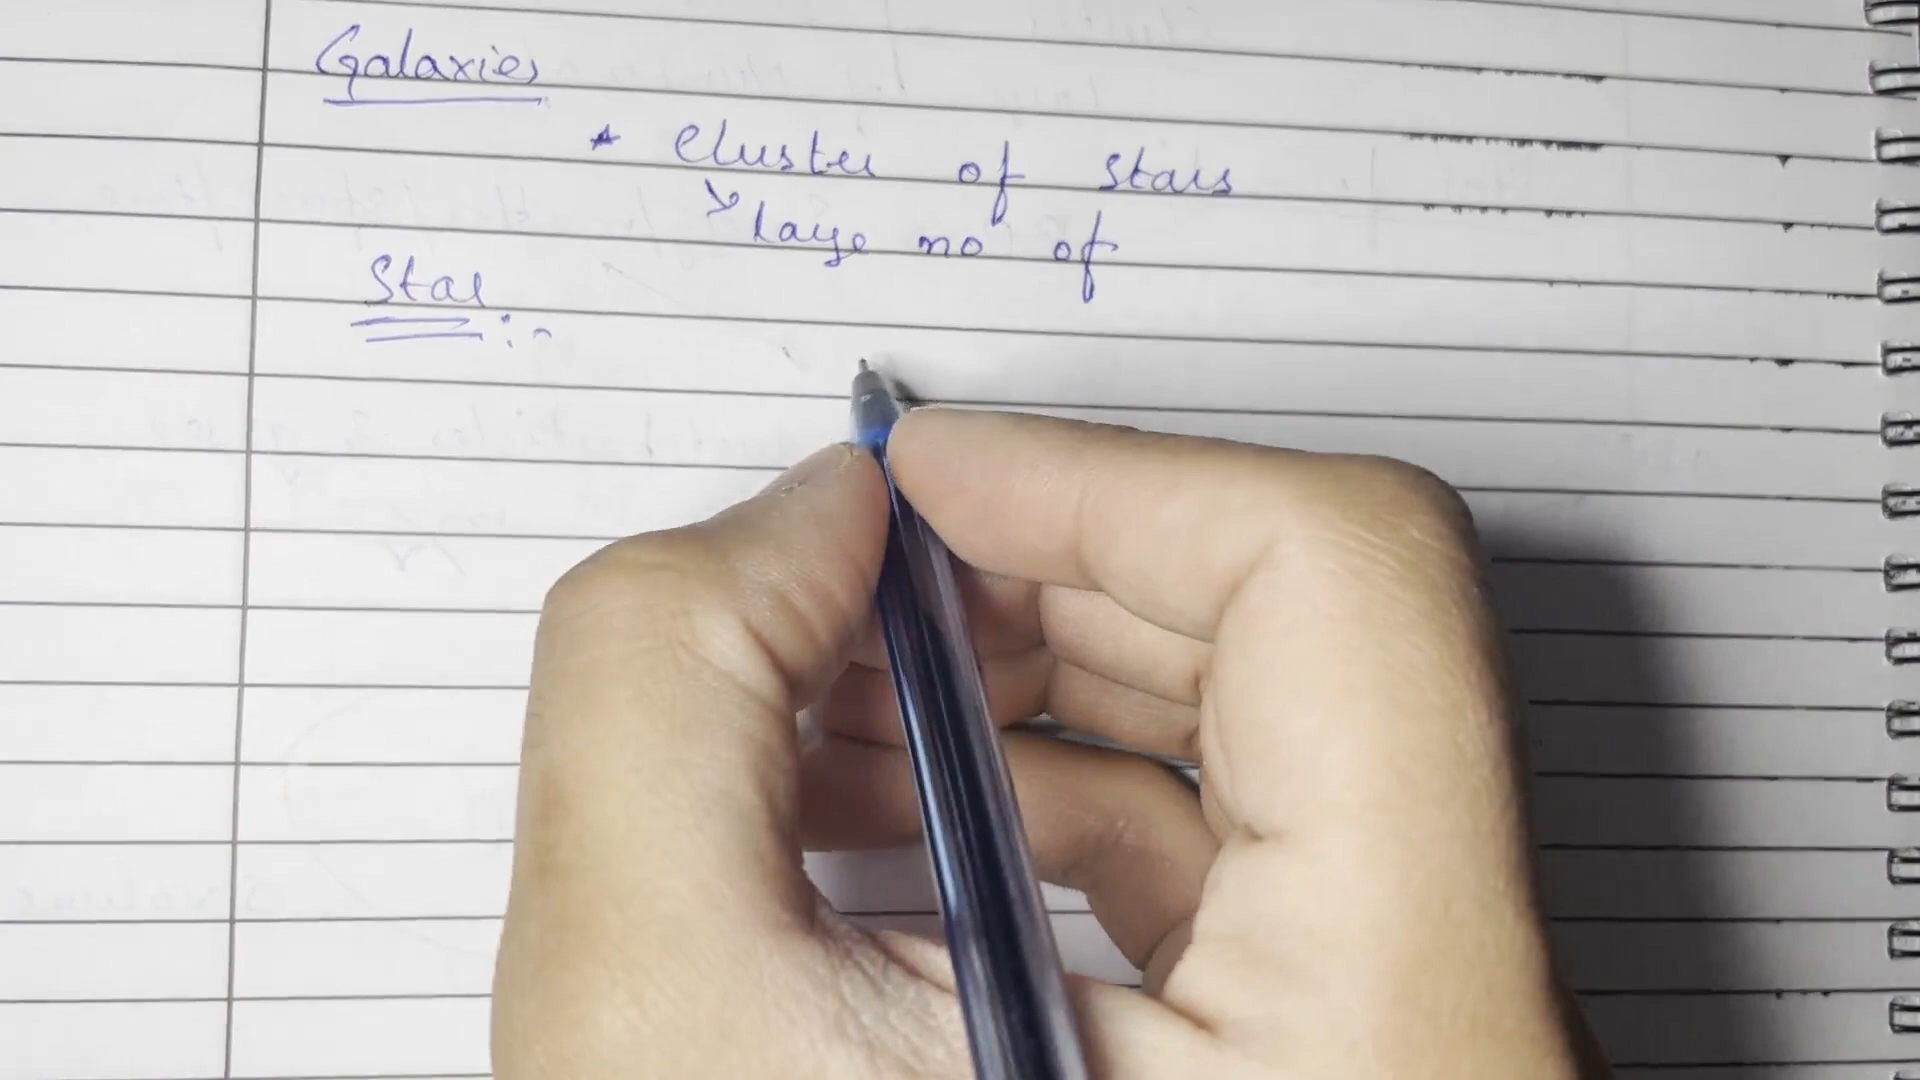 Galaxies
* cluster of stars
large no of
Star :-